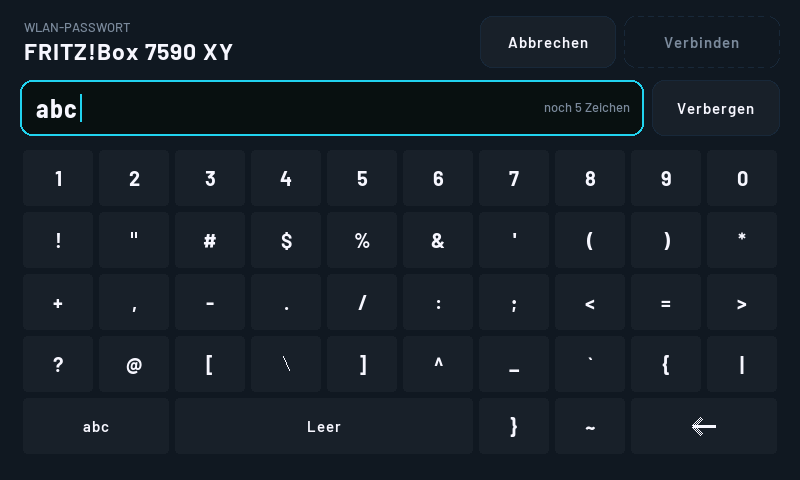 WLAN-PASSWORT
FRITZ!Box 7590 XY
Abbrechen
Verbinden
abc
noch 5 Zeichen
Verbergen
1 2 3 4 5 6 7 8 9 0
! " # $ % & ' ( ) *
+ , - . / : ; < = >
? @ [ \ ] ^ _ ` { |
abc Leer } ~ ←